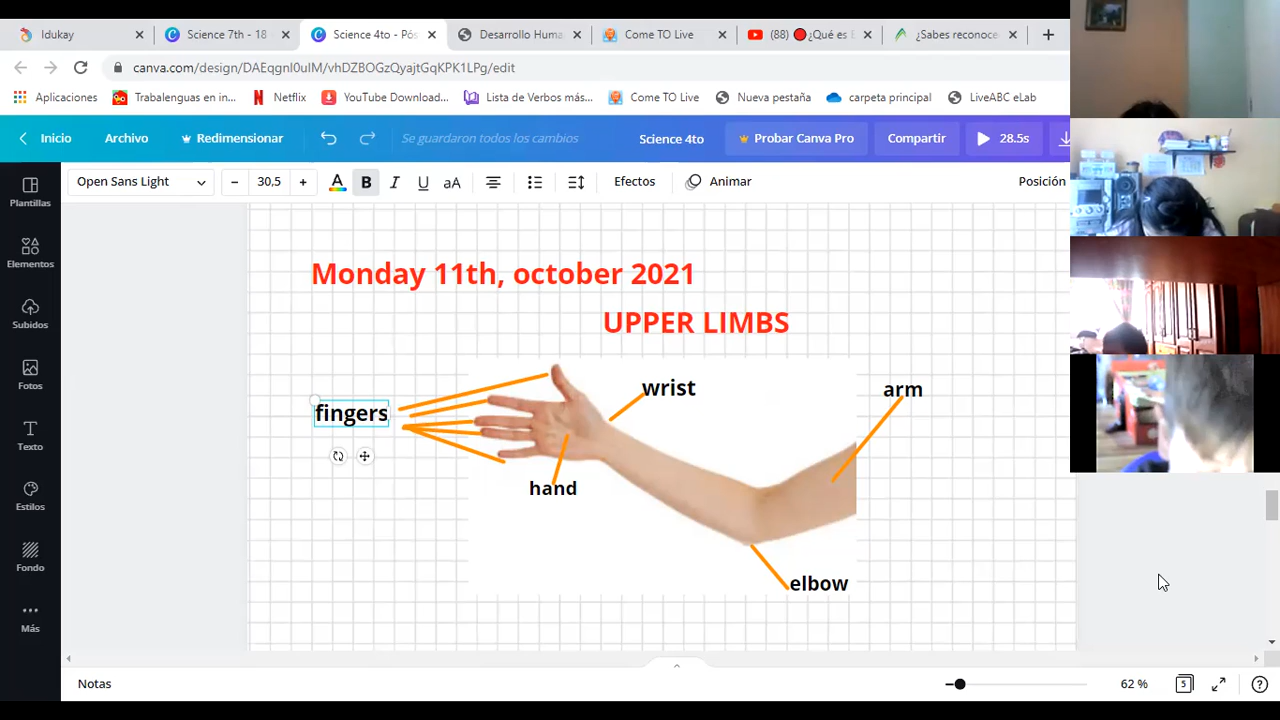 Idukay
Science 7th - 18
Science 4to - Pós
Desarrollo Huma
Come TO Live
(88) 🔴¿Qué es E
¿Sabes reconoce
canva.com/design/DAEqgnI0uIM/vhDZBOGzQyajtGqKPK1LPg/edit
Aplicaciones
Trabalenguas en in...
Netflix
YouTube Download...
Lista de Verbos más...
Come TO Live
Nueva pestaña
carpeta principal
LiveABC eLab
Inicio
Archivo
Redimensionar
Se guardaron todos los cambios
Science 4to
Probar Canva Pro
Compartir
28.5s
Open Sans Light
30,5
A
B
I
U
aA
Efectos
Animar
Posición
Plantillas
Elementos
Subidos
Fotos
Texto
Estilos
Fondo
Más
Monday 11th, october 2021
UPPER LIMBS
wrist
arm
fingers
hand
elbow
Notas
62 %
5